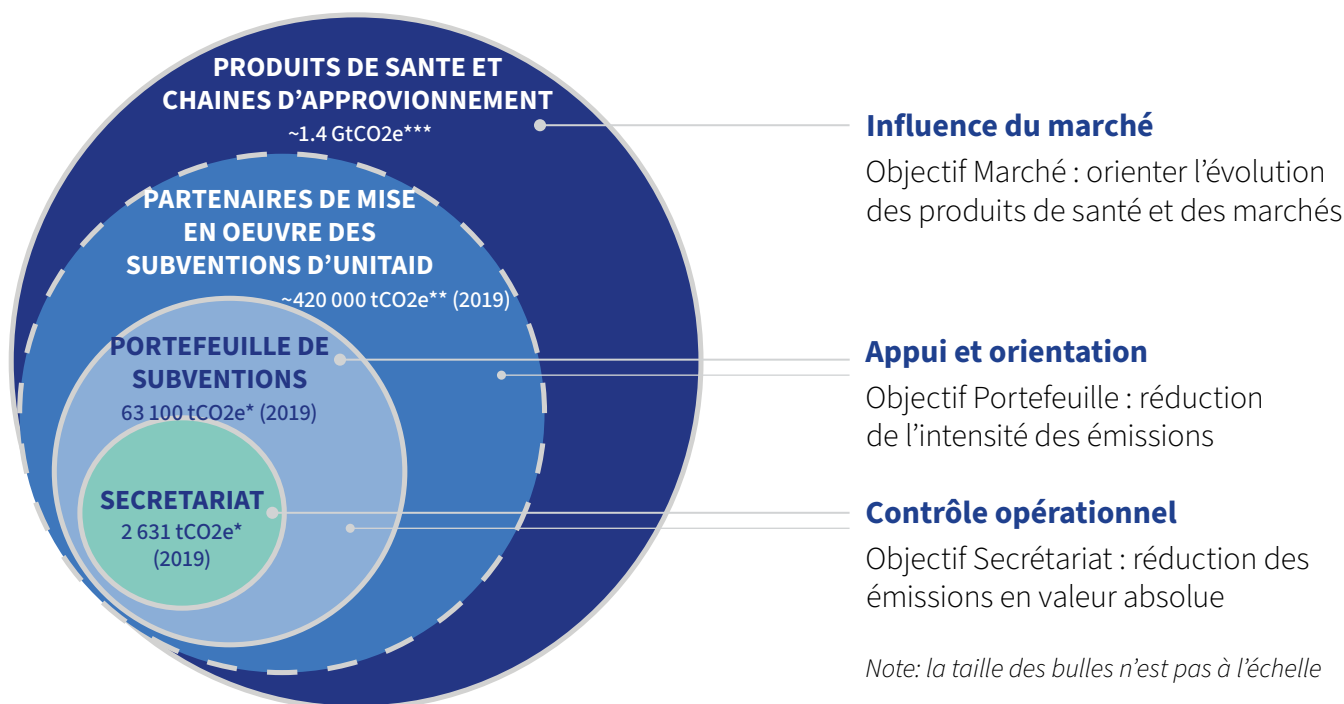 PRODUITS DE SANTE ET
CHAINES D’APPROVIONNEMENT
~1.4 GtCO2e***
PARTENAIRES DE MISE
EN OEUVRE DES
SUBVENTIONS D’UNITAID
~420 000 tCO2e** (2019)
PORTEFEUILLE DE
SUBVENTIONS
63 100 tCO2e* (2019)
SECRETARIAT
2 631 tCO2e*
(2019)
Influence du marché
Objectif Marché : orienter l’évolution
des produits de santé et des marchés
Appui et orientation
Objectif Portefeuille : réduction
de l’intensité des émissions
Contrôle opérationnel
Objectif Secrétariat : réduction des
émissions en valeur absolue
Note: la taille des bulles n’est pas à l’échelle